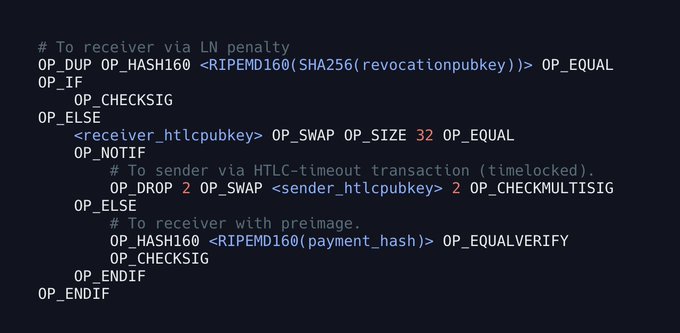 # To receiver via LN penalty
OP_DUP OP_HASH160 <RIPEMD160(SHA256(revocationpubkey))> OP_EQUAL
OP_IF
    OP_CHECKSIG
OP_ELSE
    <receiver_htlcpubkey> OP_SWAP OP_SIZE 32 OP_EQUAL
    OP_NOTIF
        # To sender via HTLC-timeout transaction (timelocked).
        OP_DROP 2 OP_SWAP <sender_htlcpubkey> 2 OP_CHECKMULTISIG
    OP_ELSE
        # To receiver with preimage.
        OP_HASH160 <RIPEMD160(payment_hash)> OP_EQUALVERIFY
        OP_CHECKSIG
    OP_ENDIF
OP_ENDIF